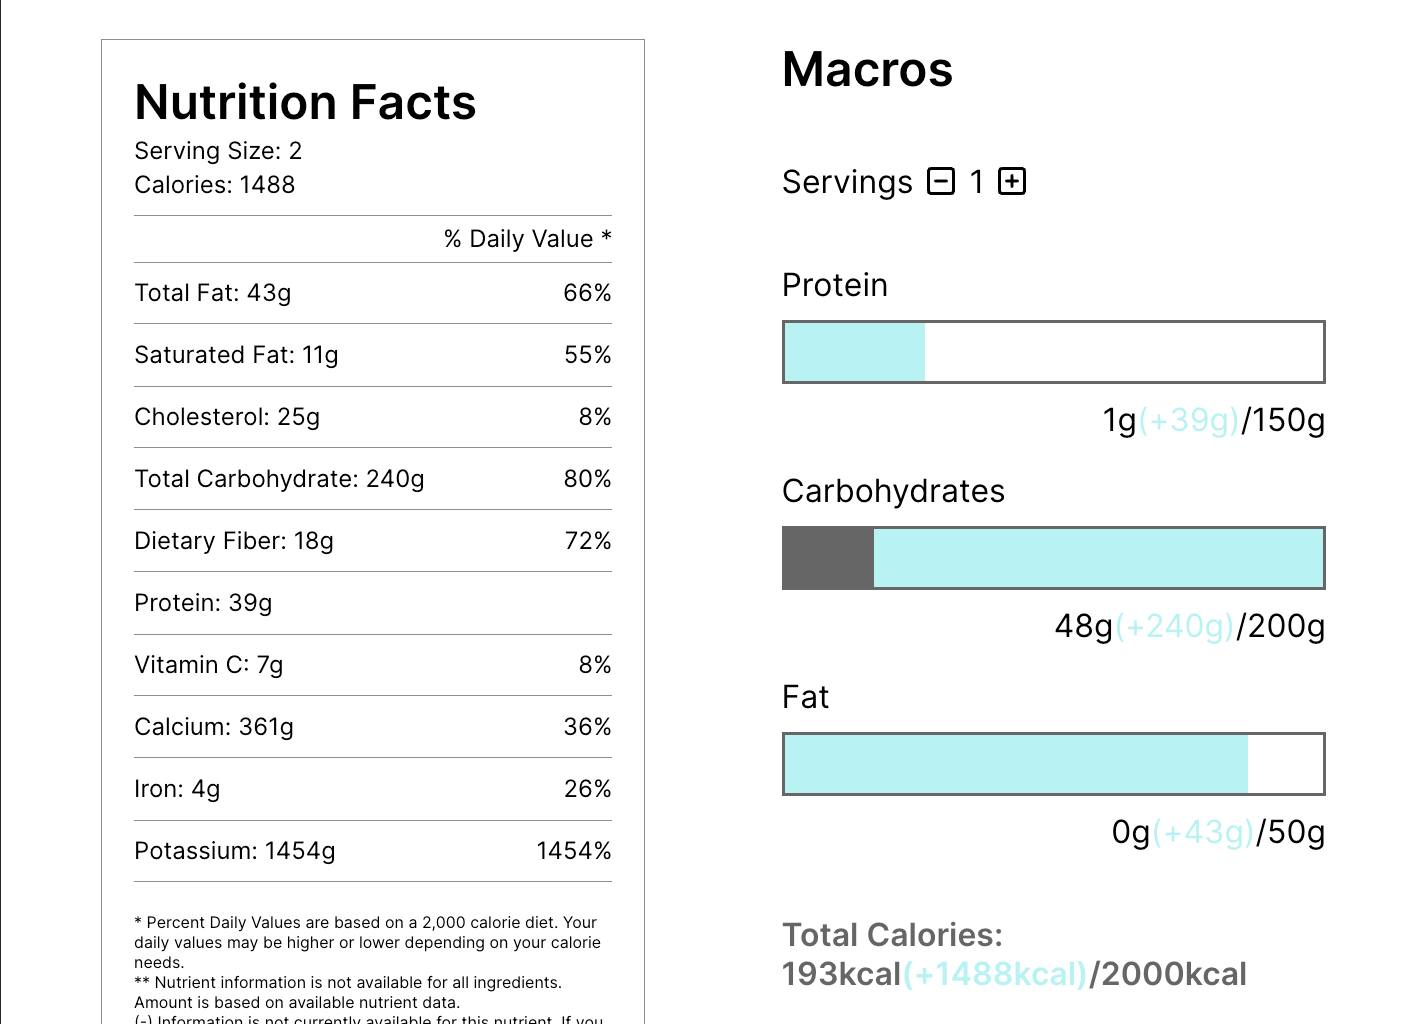 Nutrition Facts
Serving Size: 2
Calories: 1488
% Daily Value *
Total Fat: 43g 66%
Saturated Fat: 11g 55%
Cholesterol: 25g 8%
Total Carbohydrate: 240g 80%
Dietary Fiber: 18g 72%
Protein: 39g
Vitamin C: 7g 8%
Calcium: 361g 36%
Iron: 4g 26%
Potassium: 1454g 1454%
* Percent Daily Values are based on a 2,000 calorie diet. Your
daily values may be higher or lower depending on your calorie
needs.
** Nutrient information is not available for all ingredients.
Amount is based on available nutrient data.
(-) Information is not currently available for this nutrient. If you
Macros
Servings 1
Protein
1g(+39g)/150g
Carbohydrates
48g(+240g)/200g
Fat
0g(+43g)/50g
Total Calories:
193kcal(+1488kcal)/2000kcal